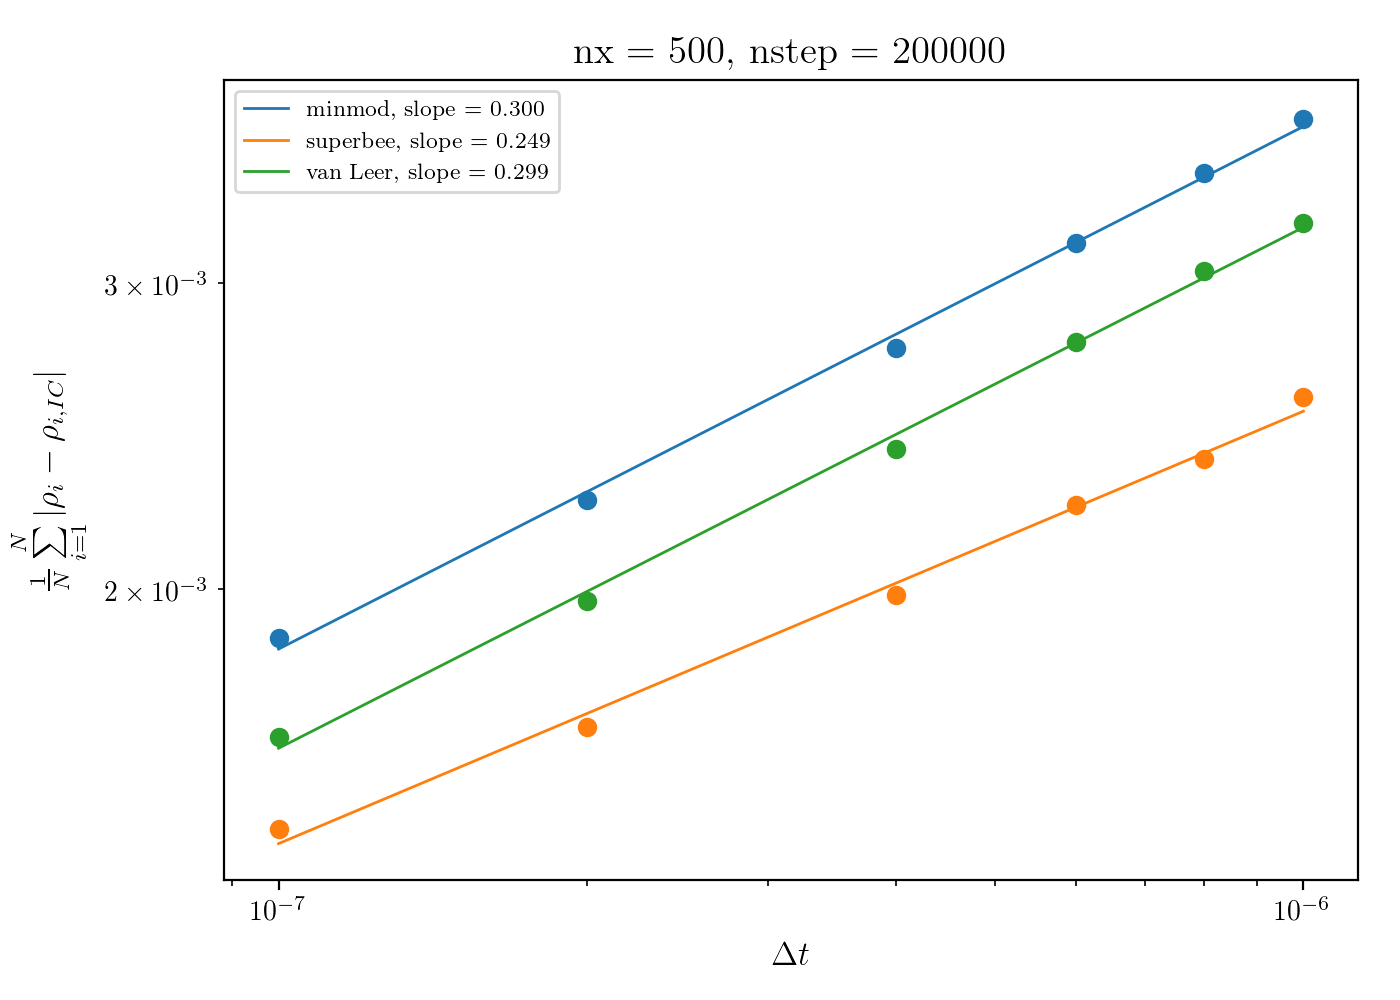 nx = 500, nstep = 200000
minmod, slope = 0.300
superbee, slope = 0.249
van Leer, slope = 0.299
3 × 10⁻³
2 × 10⁻³
$\frac{1}{N}\sum_{i=1}^{N}|\rho_i - \rho_{i,IC}|$
10⁻⁷ 10⁻⁶
Δt